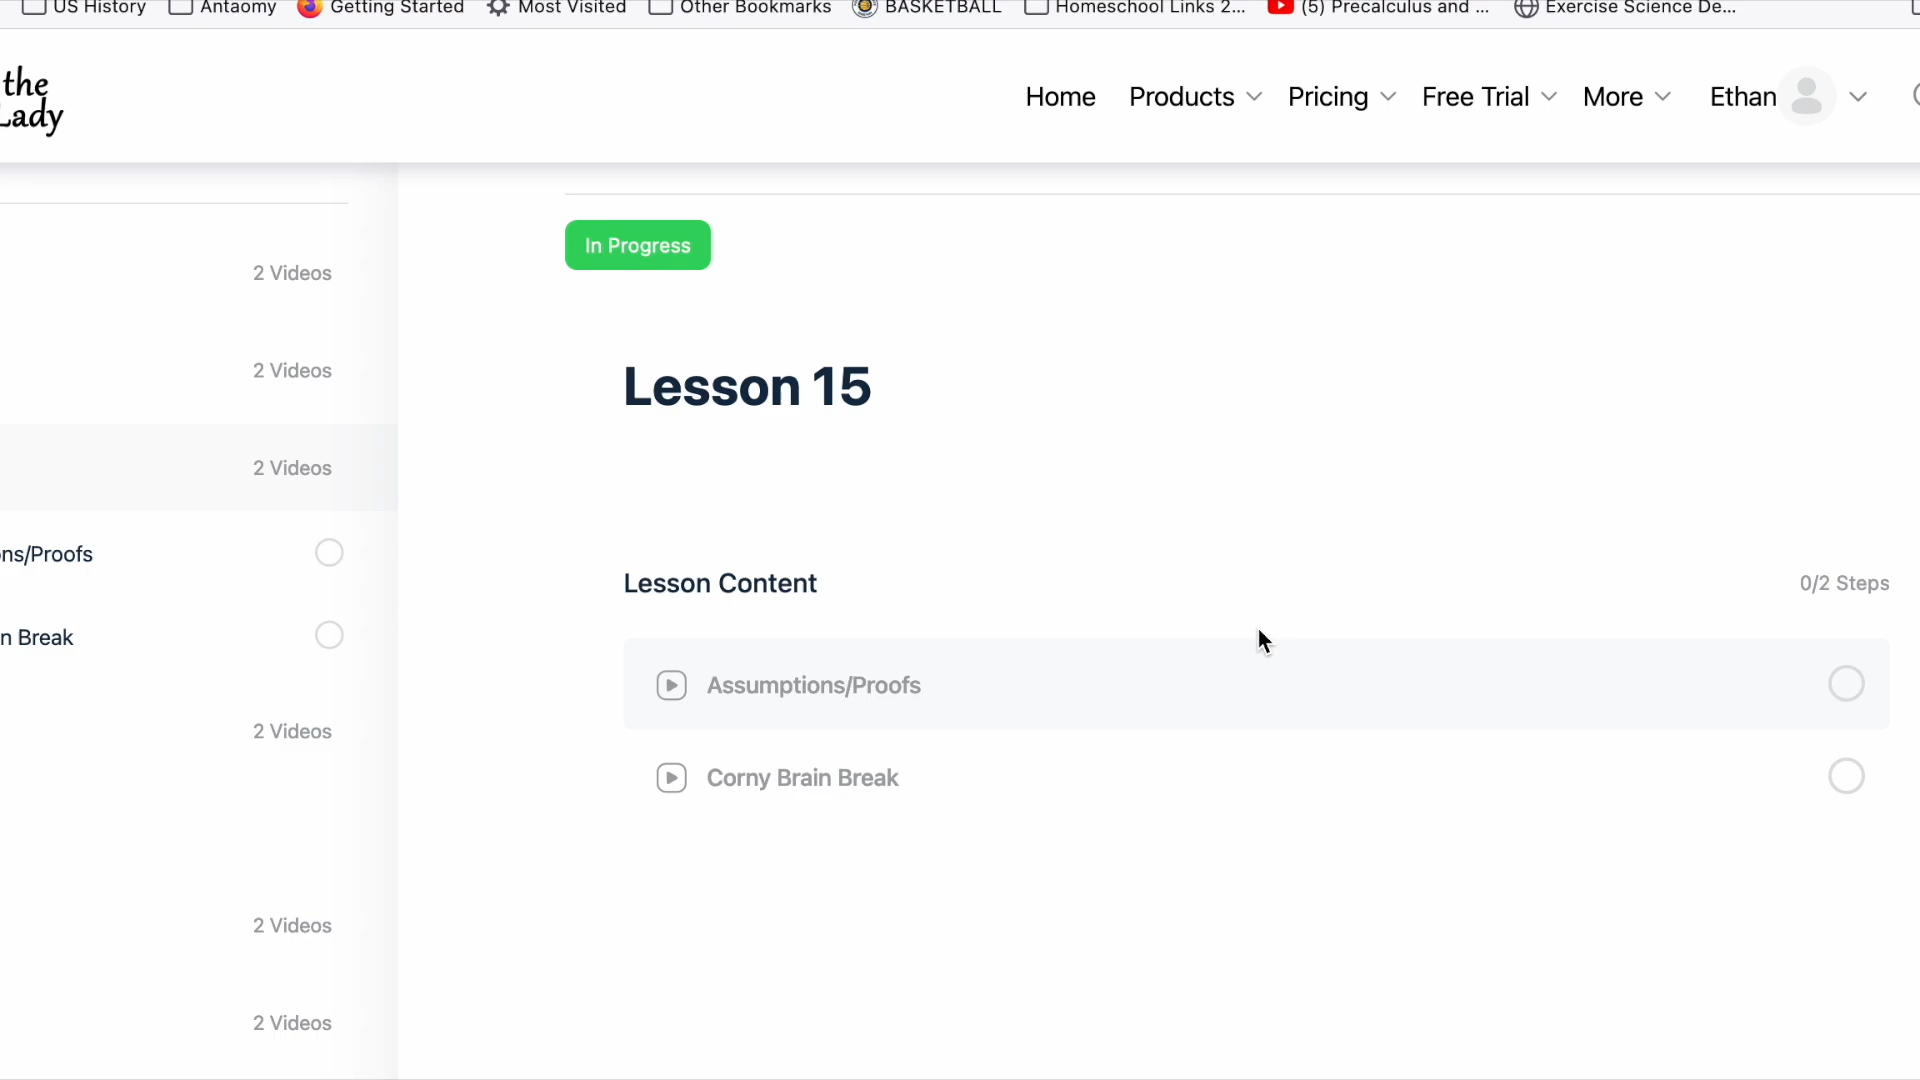 US History
Antaomy
Getting Started
Most Visited
Other Bookmarks
BASKETBALL
Homeschool Links 2...
(5) Precalculus and ...
Exercise Science De...
the
Lady
Home
Products
Pricing
Free Trial
More
Ethan
2 Videos
2 Videos
2 Videos
ns/Proofs
n Break
2 Videos
2 Videos
2 Videos
In Progress
Lesson 15
Lesson Content
0/2 Steps
Assumptions/Proofs
Corny Brain Break